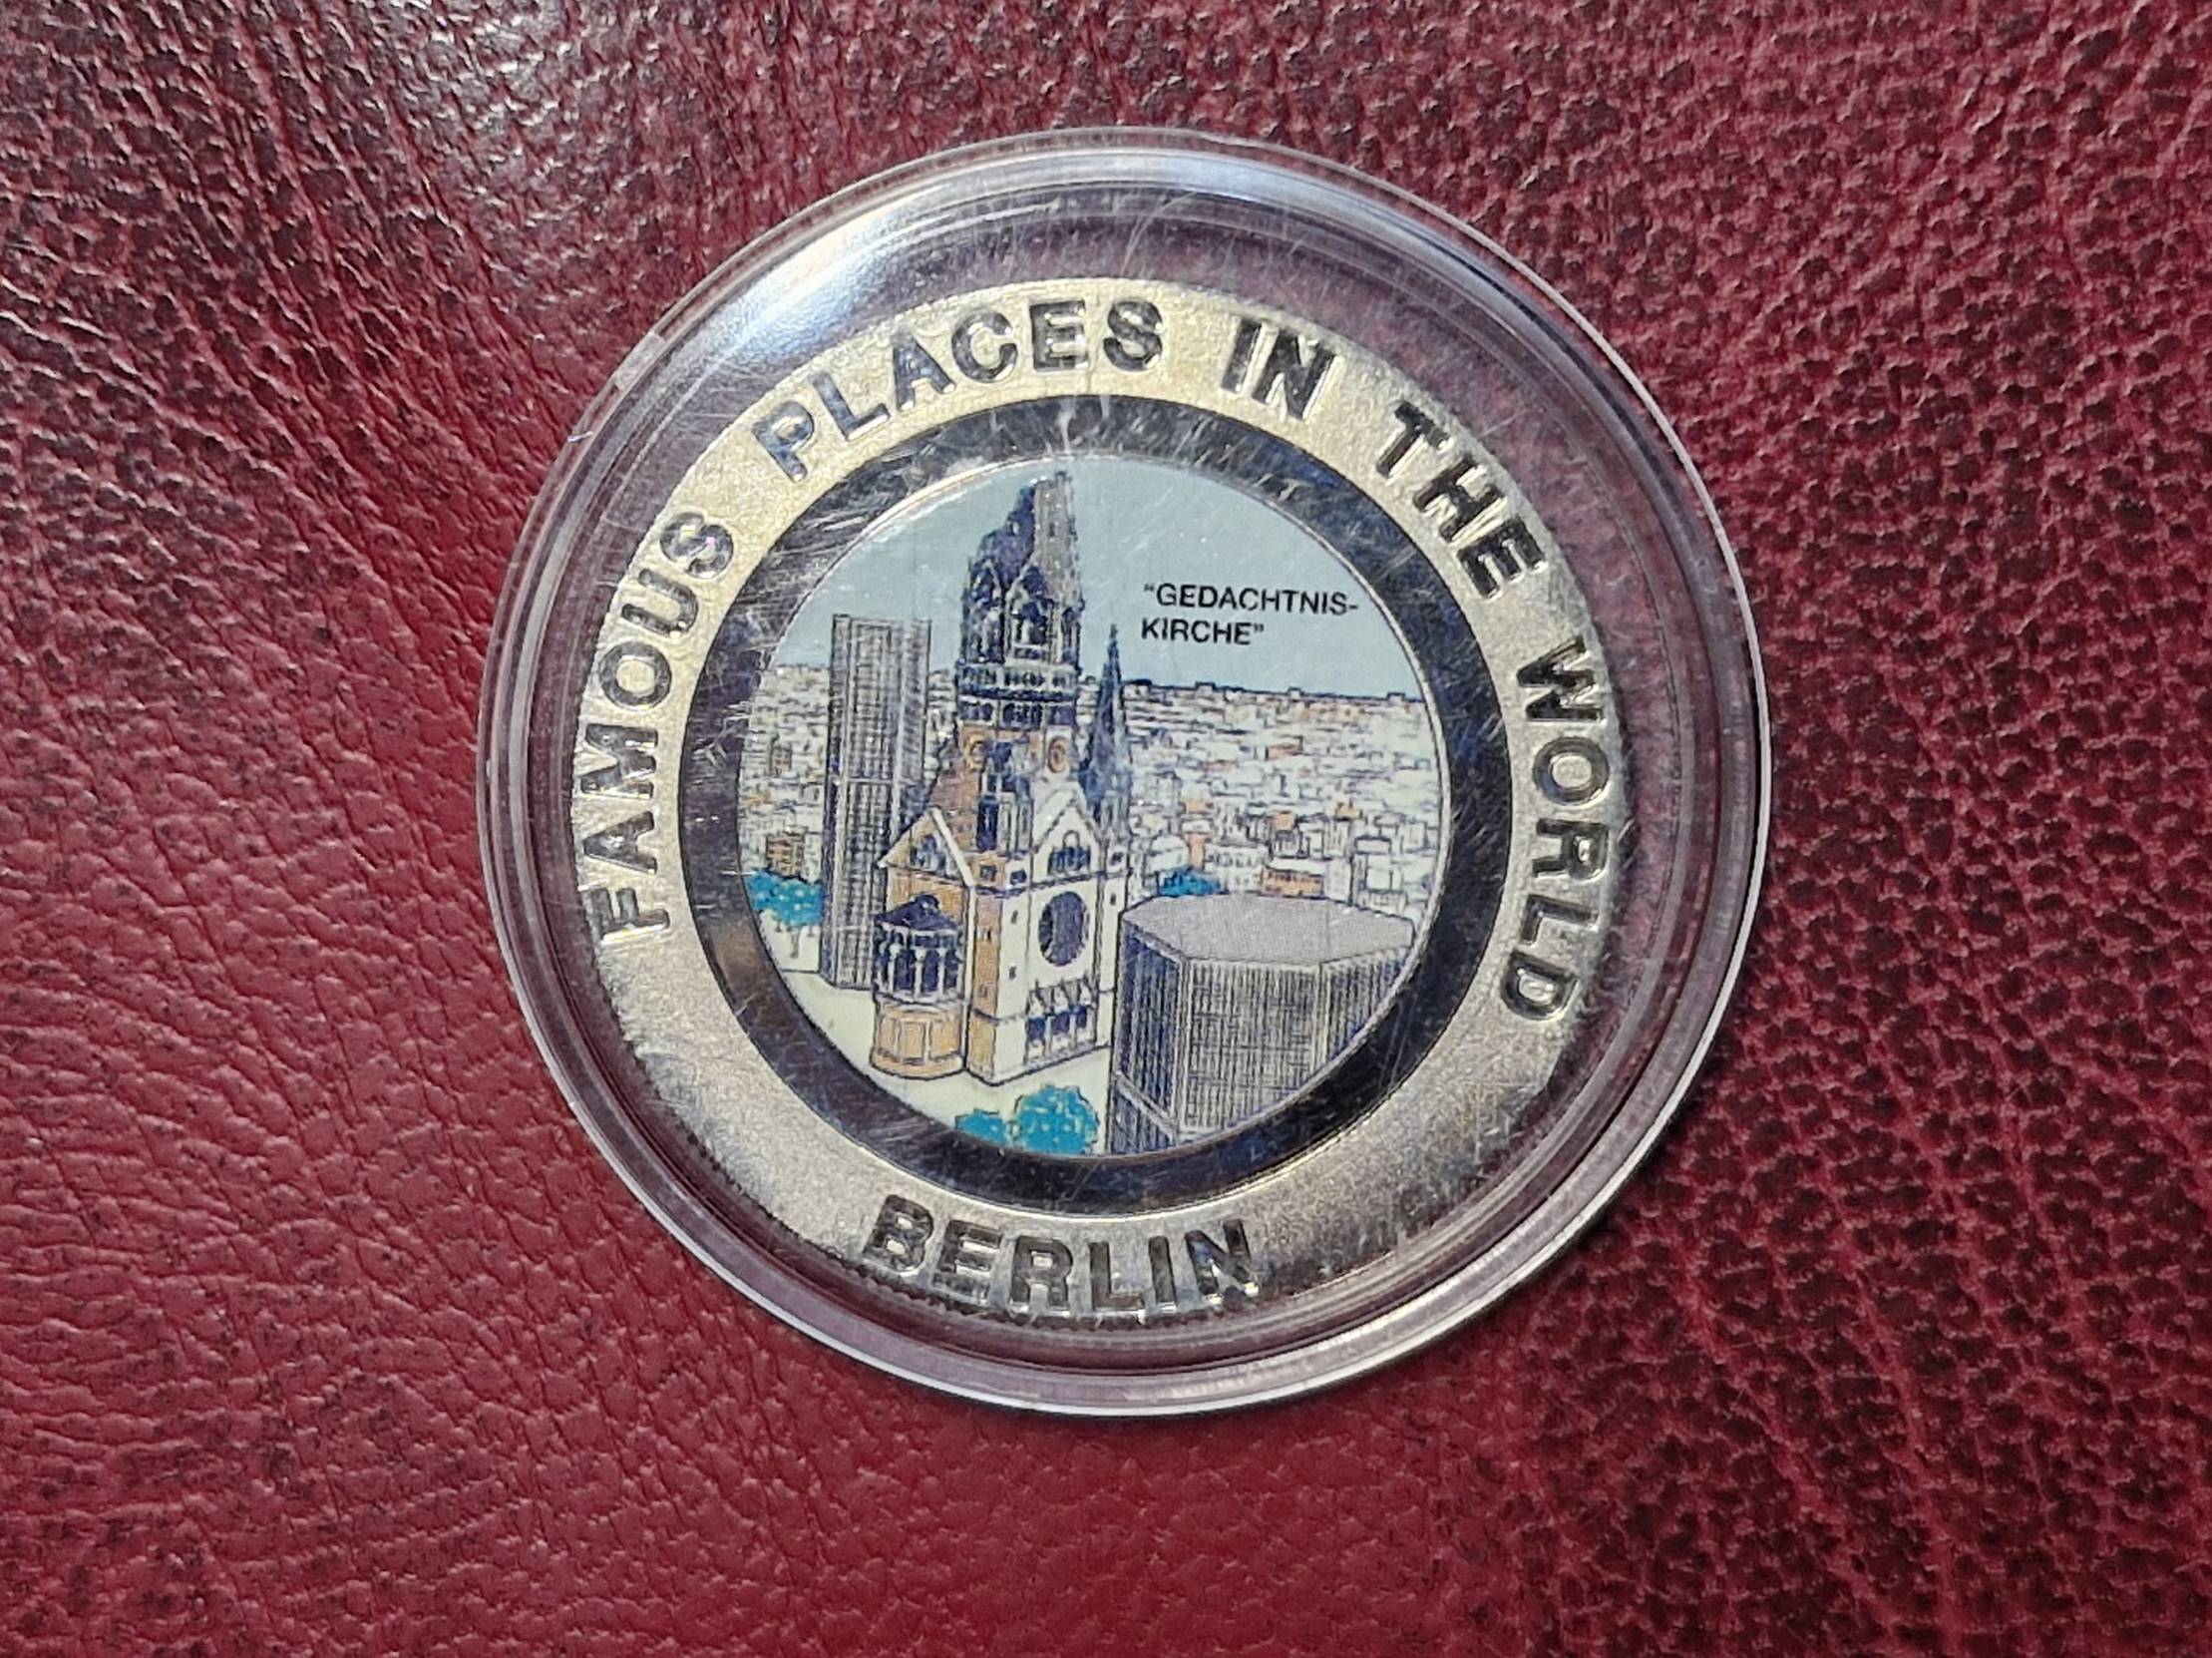 FAMOUS PLACES IN THE WORLD
"GEDACHTNIS-
KIRCHE"
BERLIN